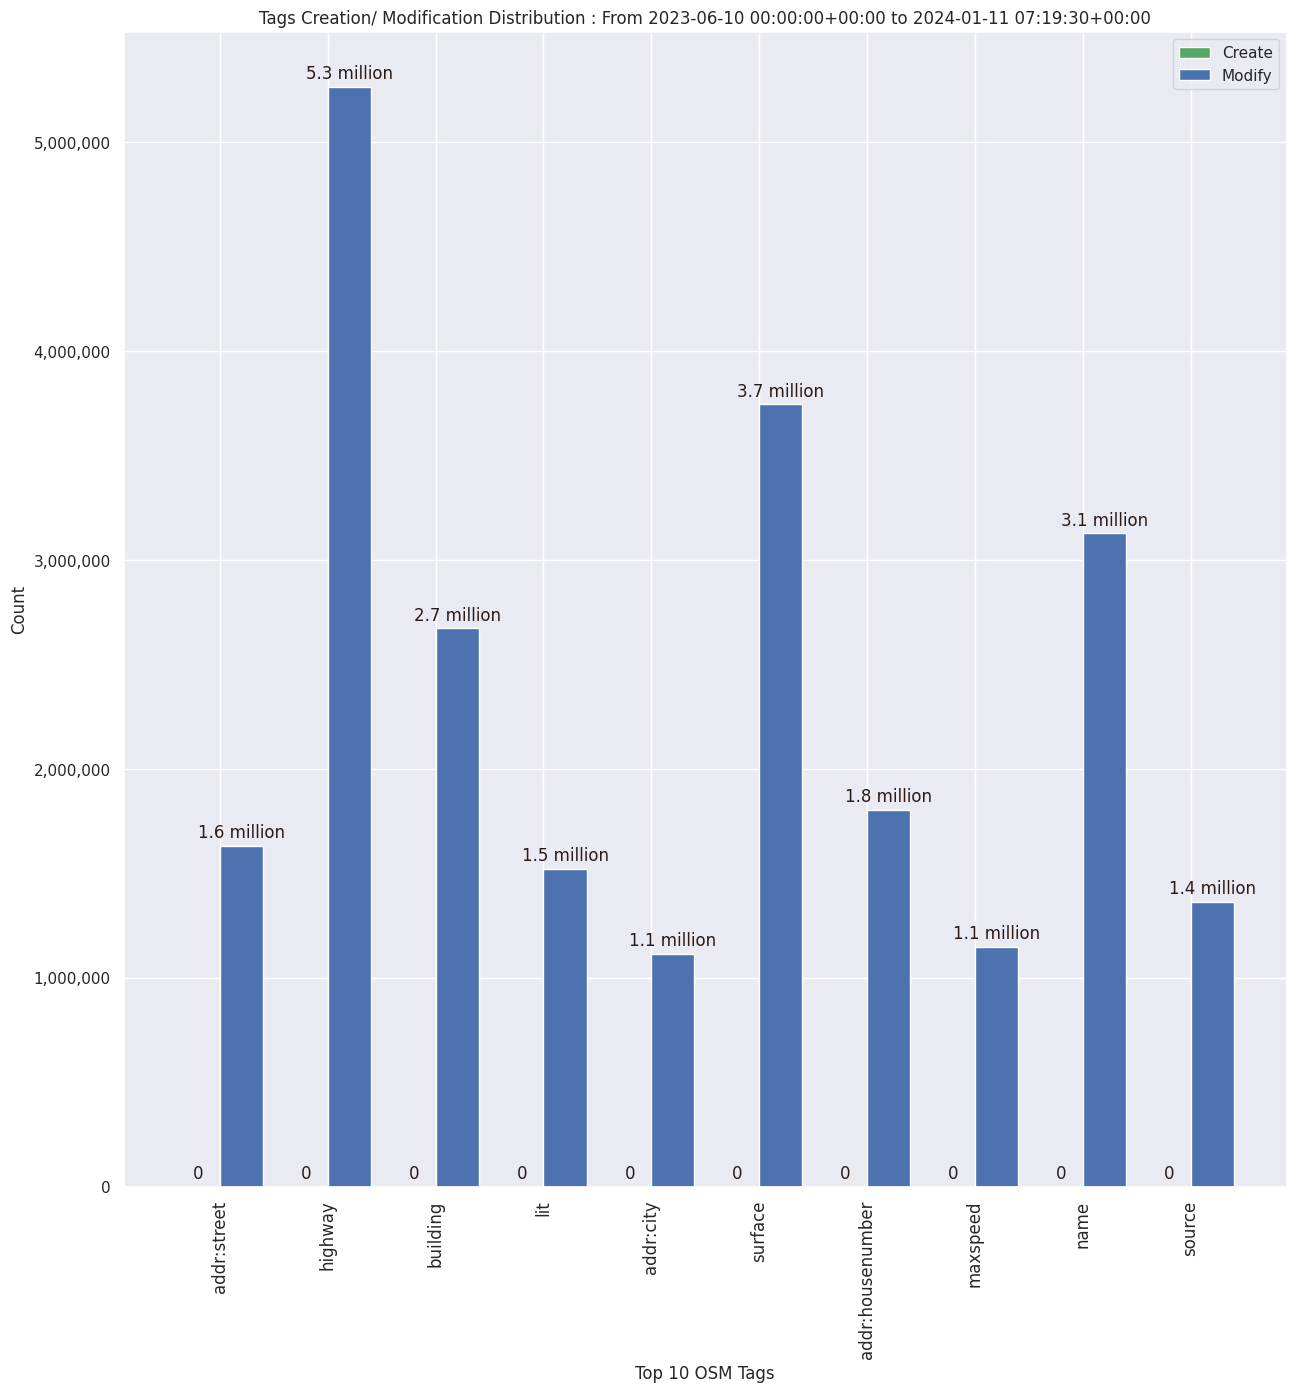 Tags Creation/ Modification Distribution : From 2023-06-10 00:00:00+00:00 to 2024-01-11 07:19:30+00:00
Create
Modify
5.3 million
3.7 million
3.1 million
2.7 million
1.8 million
1.6 million
1.5 million
1.4 million
1.1 million
1.1 million
0 0 0 0 0 0 0 0 0 0
5,000,000
4,000,000
3,000,000
2,000,000
1,000,000
0
Count
addr:street
highway
building
lit
addr:city
surface
addr:housenumber
maxspeed
name
source
Top 10 OSM Tags